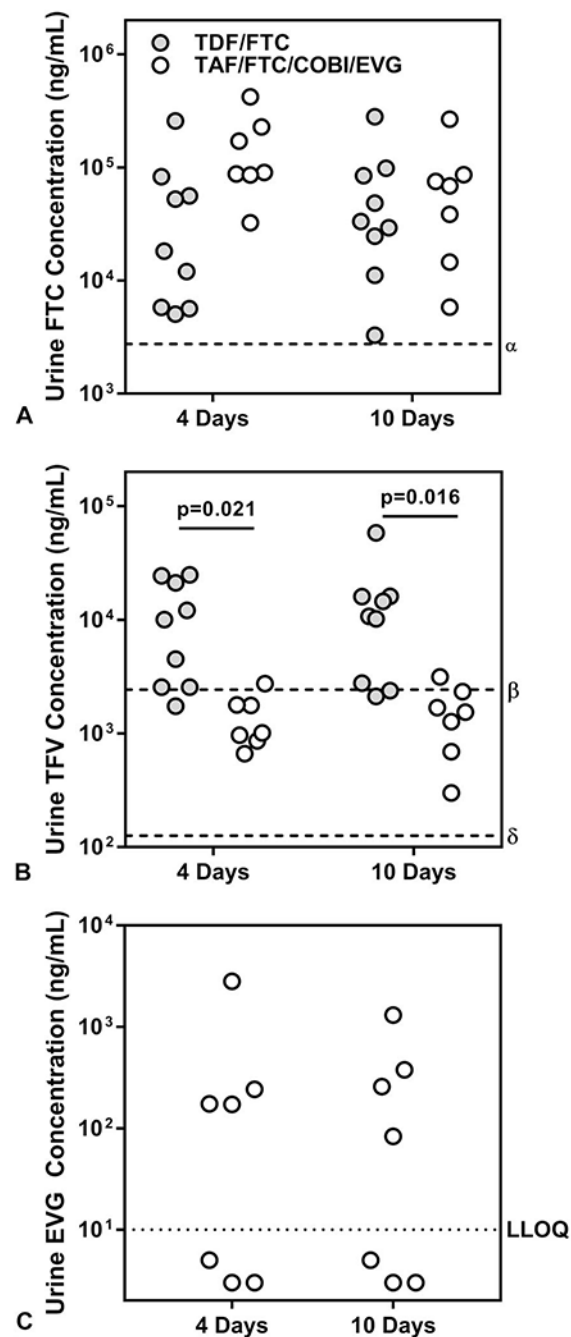 TDF/FTC
TAF/FTC/COBI/EVG
Urine FTC Concentration (ng/mL)
10⁶
10⁵
10⁴
10³
α
A
4 Days
10 Days
Urine TFV Concentration (ng/mL)
p=0.021
p=0.016
10⁵
10⁴
10³
10²
β
δ
B
4 Days
10 Days
Urine EVG Concentration (ng/mL)
10⁴
10³
10²
10¹
LLOQ
C
4 Days
10 Days